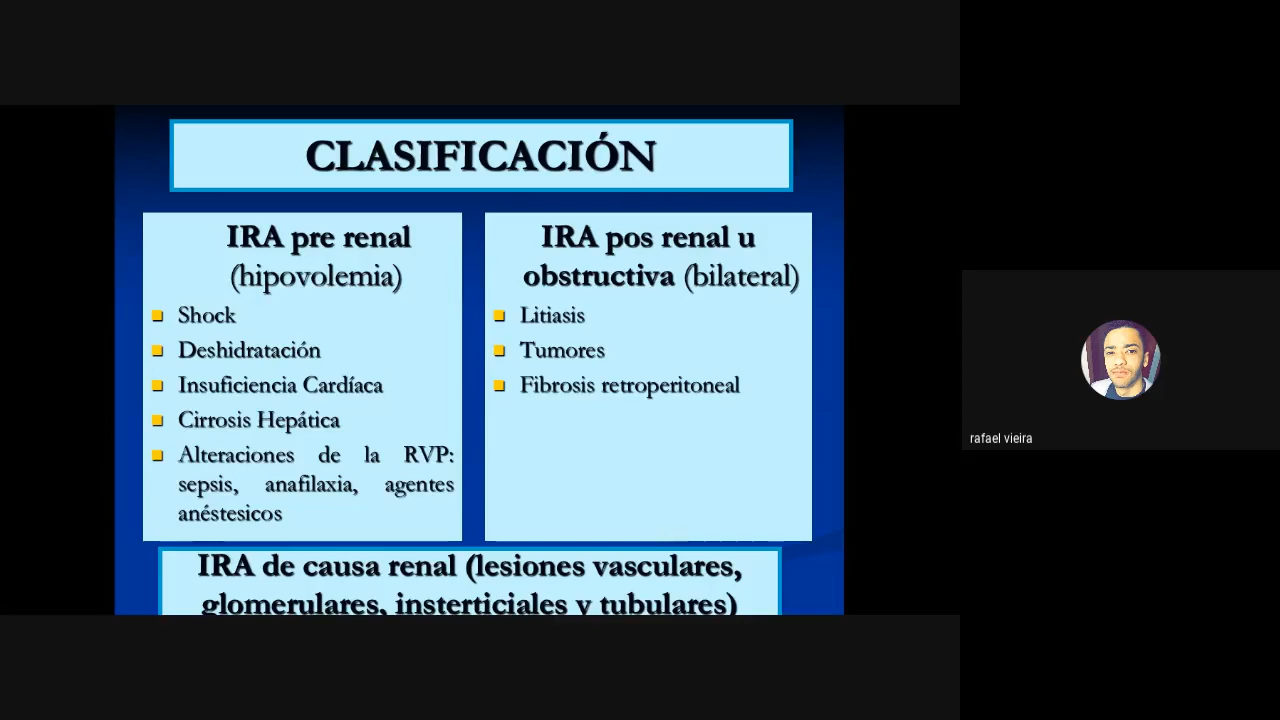 CLASIFICACIÓN
IRA pre renal
(hipovolemia)
Shock
Deshidratación
Insuficiencia Cardíaca
Cirrosis Hepática
Alteraciones de la RVP:
sepsis, anafilaxia, agentes
anéstesicos
IRA pos renal u
obstructiva (bilateral)
Litiasis
Tumores
Fibrosis retroperitoneal
IRA de causa renal (lesiones vasculares,
glomerulares, insterticiales y tubulares)
rafael vieira